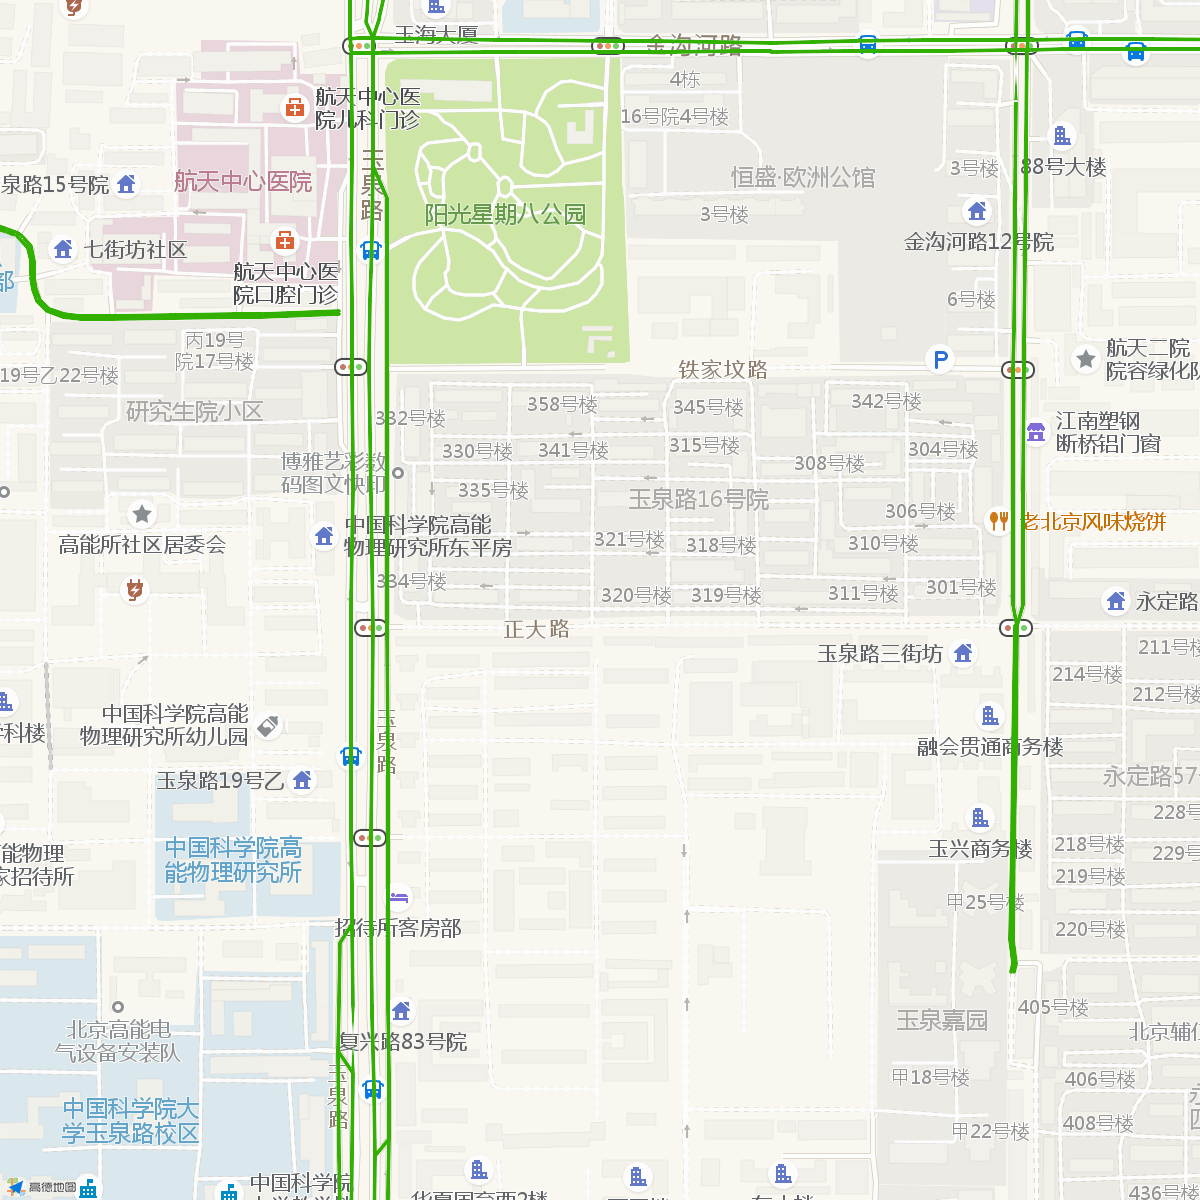 玉海大厦
金沟河路
4栋
航天中心医
院儿科门诊
16号院4号楼
玉泉路
88号大楼
3号楼
泉路15号院
航天中心医院
恒盛·欧洲公馆
阳光星期八公园
3号楼
金沟河路12号院
七街坊社区
航天中心医
院口腔门诊
部
6号楼
丙19号
院17号楼
航天二院
院容绿化队
铁家坟路
19号乙22号楼
研究生院小区
332号楼
358号楼
345号楼
342号楼
江南塑钢
断桥铝门窗
330号楼
341号楼
315号楼
304号楼
博雅艺彩数
码图文快印
308号楼
335号楼
玉泉路16号院
306号楼
老北京风味烧饼
中国科学院高能
物理研究所东平房
高能所社区居委会
321号楼
318号楼
310号楼
334号楼
320号楼
319号楼
311号楼
301号楼
永定路
正大路
玉泉路三街坊
211号楼
214号楼
212号楼
中国科学院高能
物理研究所幼儿园
学科楼
玉泉路
融会贯通商务楼
玉泉路19号乙
永定路57
228号
中国科学院高
能物理研究所
玉兴商务楼
218号楼
229号
能物理
家招待所
219号楼
甲25号楼
招待所客房部
220号楼
405号楼
玉泉嘉园
北京高能电
气设备安装队
复兴路83号院
北京辅仁
玉泉路
甲18号楼
406号楼
中国科学院大
学玉泉路校区
永
四
408号楼
甲22号楼
高德地图
中国科学院
436号楼
华夏国育西2楼